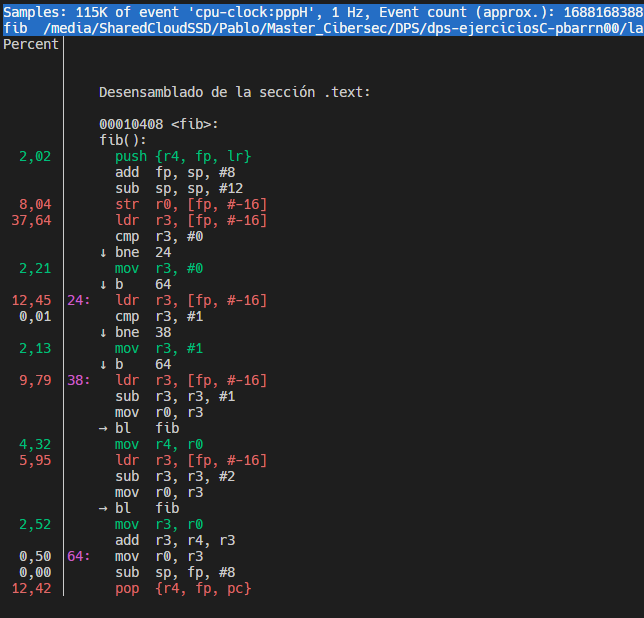 Samples: 115K of event 'cpu-clock:pppH', 1 Hz, Event count (approx.): 1688168388
fib  /media/SharedCloudSSD/Pablo/Master_Cibersec/DPS/dps-ejerciciosC-pbarrn00/la
Percent
Desensamblado de la sección .text:
00010408 <fib>:
fib():
2,02 push {r4, fp, lr}
add fp, sp, #8
sub sp, sp, #12
8,04 str r0, [fp, #-16]
37,64 ldr r3, [fp, #-16]
cmp r3, #0
↓ bne 24
2,21 mov r3, #0
↓ b 64
12,45 24: ldr r3, [fp, #-16]
0,01 cmp r3, #1
↓ bne 38
2,13 mov r3, #1
↓ b 64
9,79 38: ldr r3, [fp, #-16]
sub r3, r3, #1
mov r0, r3
→ bl fib
4,32 mov r4, r0
5,95 ldr r3, [fp, #-16]
sub r3, r3, #2
mov r0, r3
→ bl fib
2,52 mov r3, r0
add r3, r4, r3
0,50 64: mov r0, r3
0,00 sub sp, fp, #8
12,42 pop {r4, fp, pc}